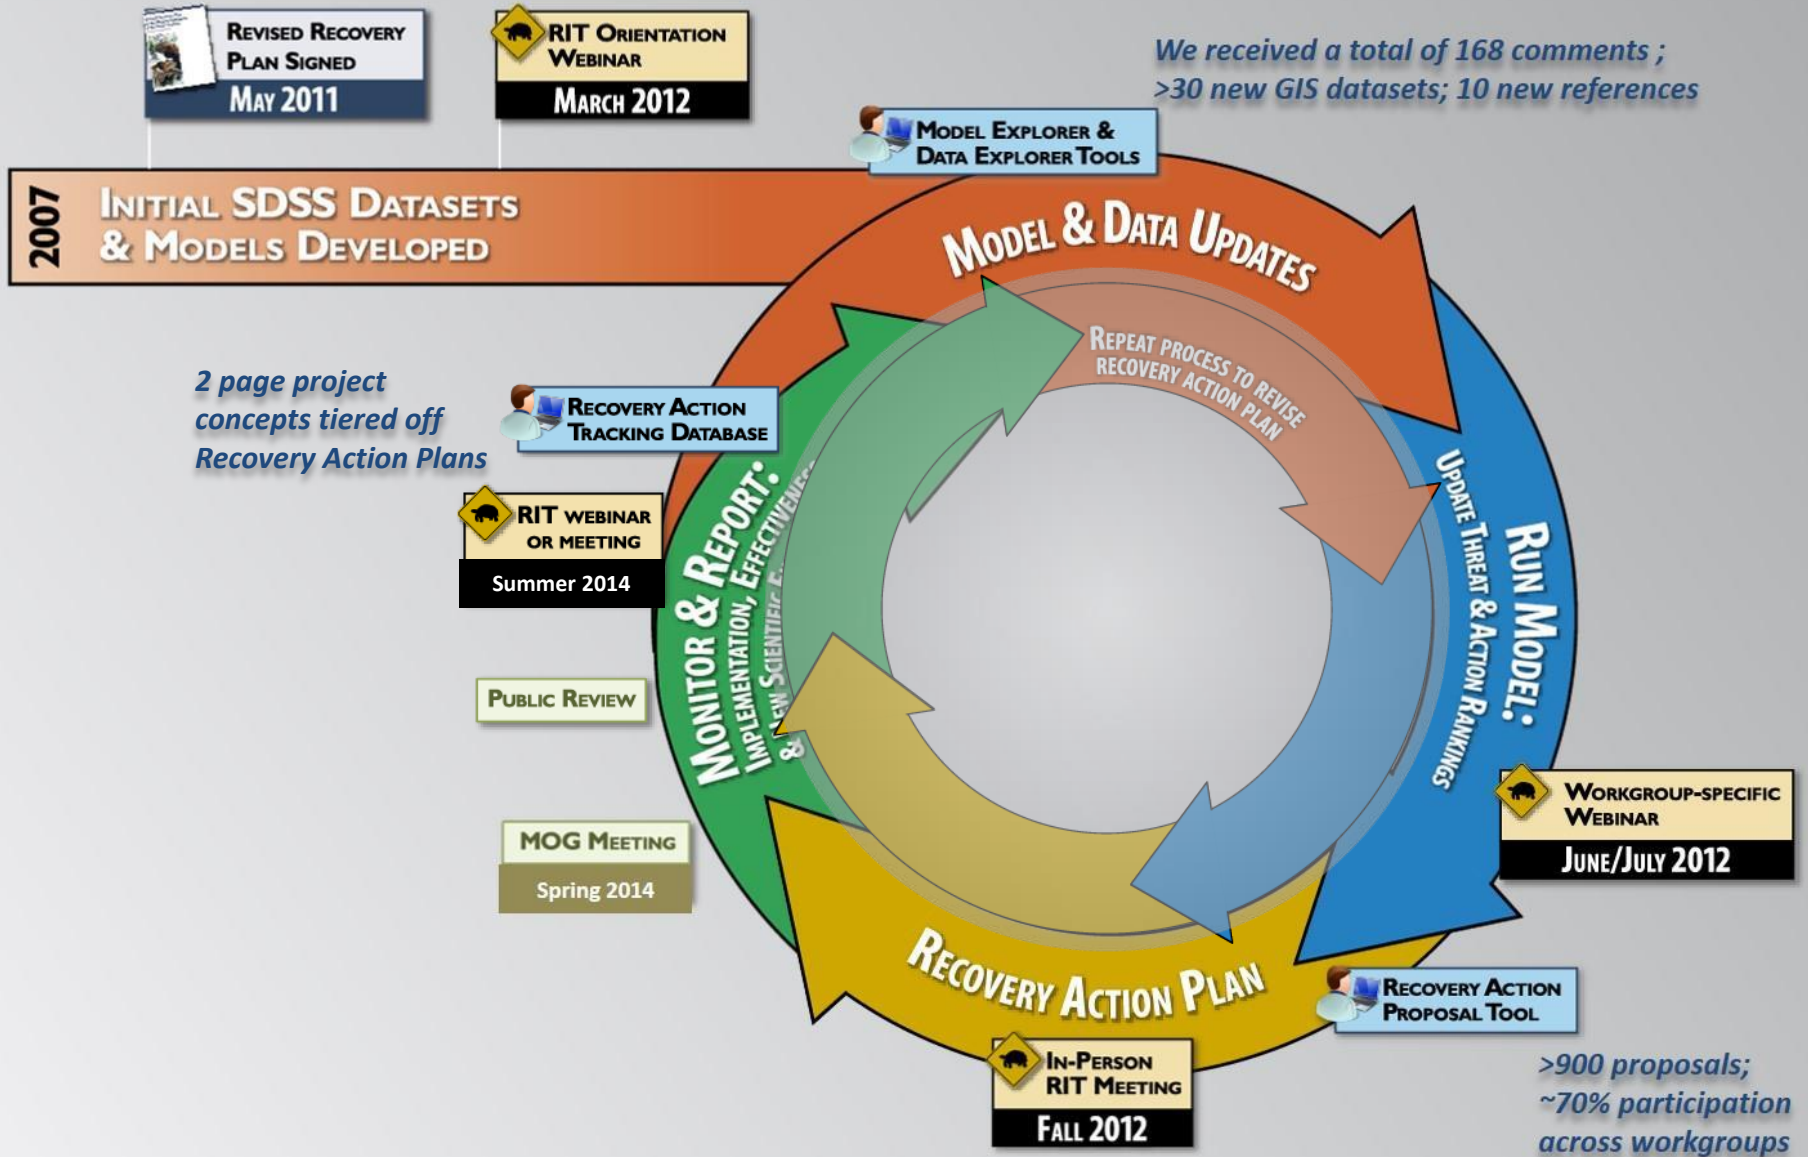 REVISED RECOVERY
PLAN SIGNED
MAY 2011
RIT ORIENTATION
WEBINAR
MARCH 2012
We received a total of 168 comments ;
>30 new GIS datasets; 10 new references
MODEL EXPLORER &
DATA EXPLORER TOOLS
2007
INITIAL SDSS DATASETS
& MODELS DEVELOPED
MODEL & DATA UPDATES
REPEAT PROCESS TO REVISE
RECOVERY ACTION PLAN
2 page project
concepts tiered off
Recovery Action Plans
RECOVERY ACTION
TRACKING DATABASE
RIT WEBINAR
OR MEETING
Summer 2014
MONITOR & REPORT:
IMPLEMENTATION, EFFECTIVENESS
& NEW SCIENTIFIC
RUN MODEL:
UPDATE THREAT & ACTION RANKINGS
PUBLIC REVIEW
MOG MEETING
Spring 2014
WORKGROUP-SPECIFIC
WEBINAR
JUNE/JULY 2012
RECOVERY ACTION PLAN
RECOVERY ACTION
PROPOSAL TOOL
IN-PERSON
RIT MEETING
FALL 2012
>900 proposals;
~70% participation
across workgroups